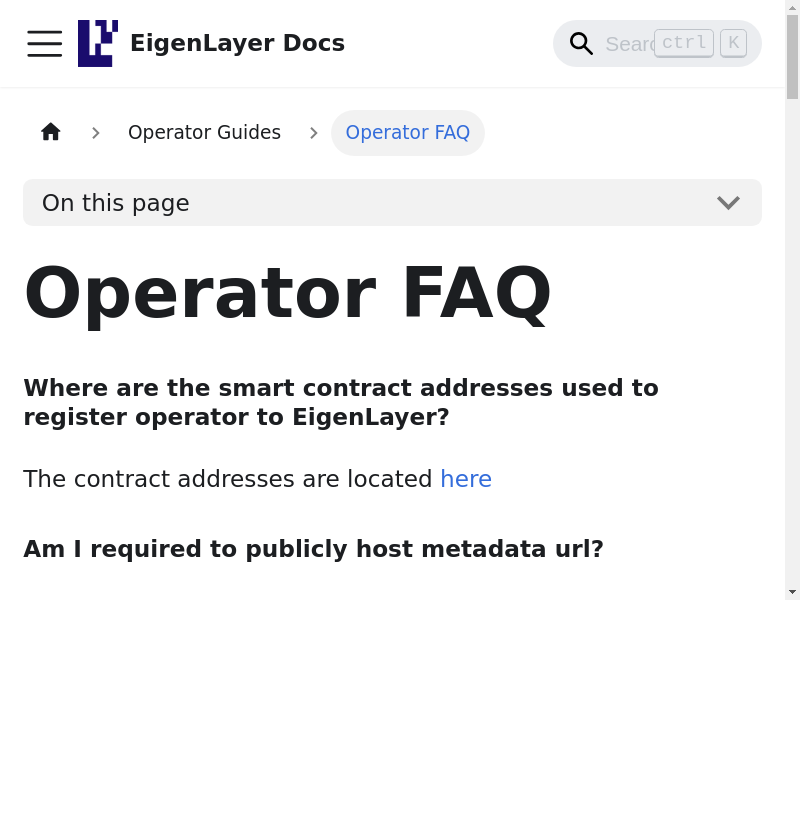 EigenLayer Docs
ctrl K
Operator Guides
Operator FAQ
On this page
Operator FAQ
Where are the smart contract addresses used to
register operator to EigenLayer?
The contract addresses are located here
Am I required to publicly host metadata url?